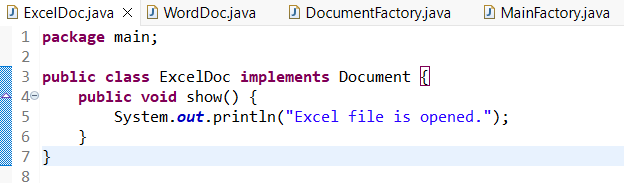 ExcelDoc.java WordDoc.java DocumentFactory.java MainFactory.java
1 package main;
2
3 public class ExcelDoc implements Document {
4 public void show() {
5 System.out.println("Excel file is opened.");
6 }
7 }
8